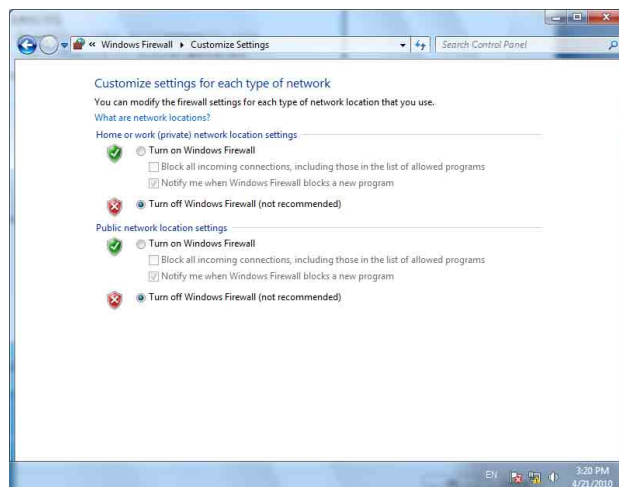 « Windows Firewall ▸ Customize Settings
Search Control Panel
Customize settings for each type of network
You can modify the firewall settings for each type of network location that you use.
What are network locations?
Home or work (private) network location settings
Turn on Windows Firewall
Block all incoming connections, including those in the list of allowed programs
Notify me when Windows Firewall blocks a new program
Turn off Windows Firewall (not recommended)
Public network location settings
Turn on Windows Firewall
Block all incoming connections, including those in the list of allowed programs
Notify me when Windows Firewall blocks a new program
Turn off Windows Firewall (not recommended)
EN
3:20 PM
4/21/2010